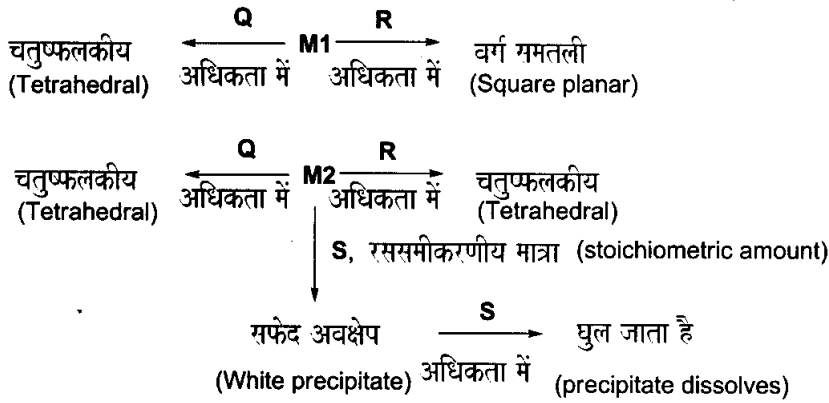 Q M1 R
चतुष्फलकीय अधिकता में अधिकता में वर्ग समतली
(Tetrahedral) (Square planar)
Q M2 R
चतुष्फलकीय अधिकता में अधिकता में चतुष्फलकीय
(Tetrahedral) (Tetrahedral)
S, रससमीकरणीय मात्रा (stoichiometric amount)
सफेद अवक्षेप S घुल जाता है
(White precipitate) अधिकता में (precipitate dissolves)